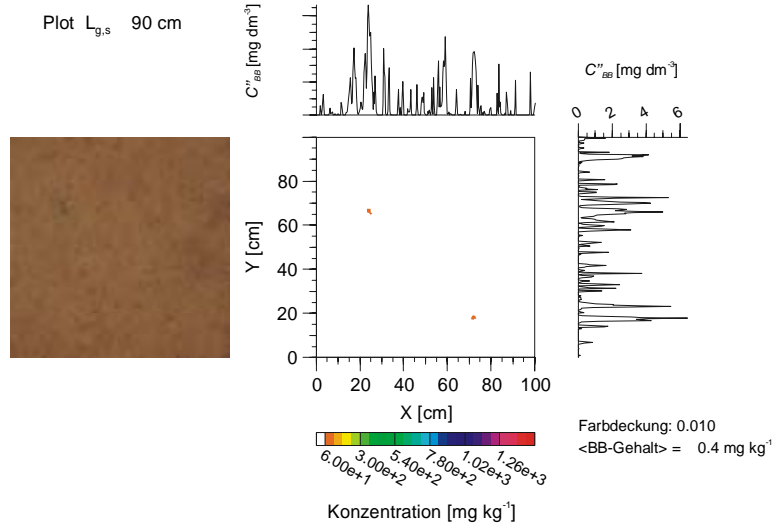 Plot L_g,s 90 cm
C"_BB [mg dm⁻³]
C"_BB [mg dm⁻³]
0 2 4 6
80
60
40
20
0
Y [cm]
0 20 40 60 80 100
X [cm]
6.00e+1 3.00e+2 5.40e+2 7.80e+2 1.02e+3 1.26e+3
Konzentration [mg kg⁻¹]
Farbdeckung: 0.010
<BB-Gehalt> = 0.4 mg kg⁻¹